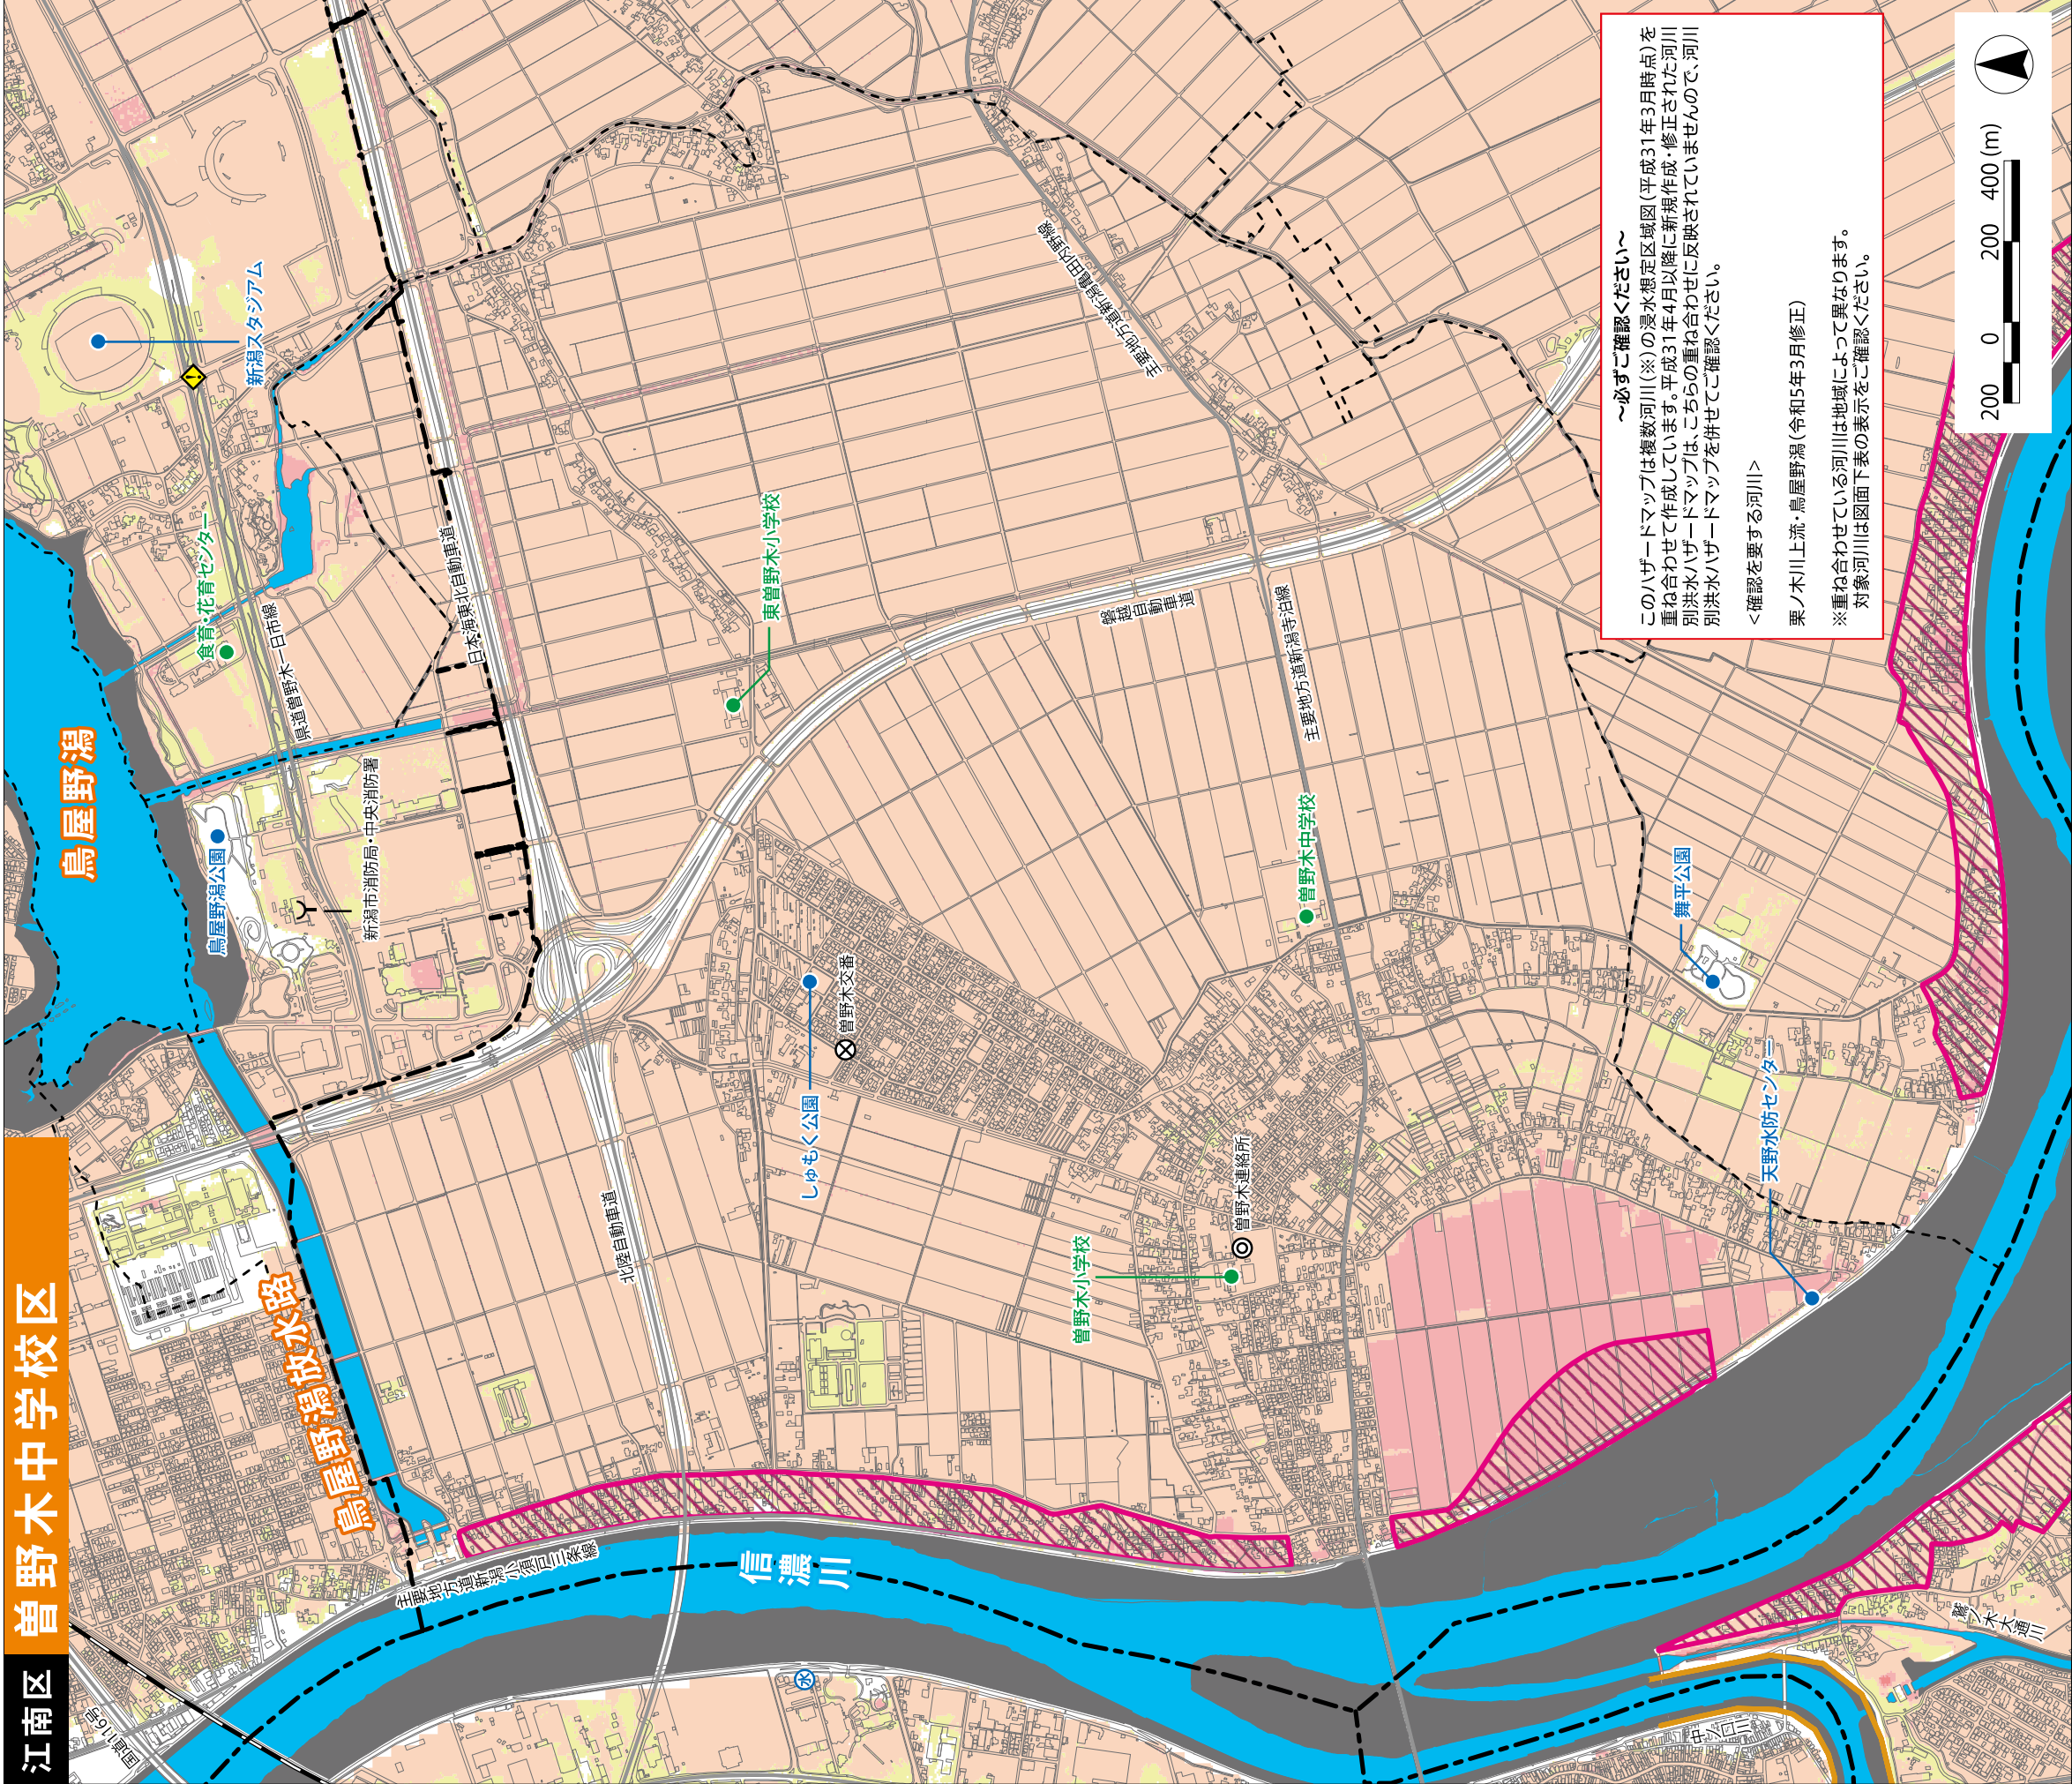 江南区 曽野木中学校区
鳥屋野潟
鳥屋野潟放水路
信濃川
国道116号
新潟スタジアム
食育・花育センター
県道曽野木一日市線
日本海東北自動車道
鳥屋野潟公園
新潟市消防局・中央消防署
東曽野木小学校
磐越自動車道
主要地方道新潟亀田内野線
主要地方道新潟寺泊線
曽野木中学校
しゅもく公園
曽野木交番
北陸自動車道
曽野木小学校
曽野木連絡所
舞平公園
天野水防センター
主要地方道新潟小須戸三条線
水
中ノ口川
鷲ノ木大通川
～必ずご確認ください～
このハザードマップは複数河川(※)の浸水想定区域図(平成31年3月時点)を
重ね合わせて作成しています。平成31年4月以降に新規作成・修正された河川
別洪水ハザードマップは、こちらの重ね合わせに反映されていませんので、河川
別洪水ハザードマップを併せてご確認ください。
<確認を要する河川>
栗ノ木川上流・鳥屋野潟(令和5年3月修正)
※重ね合わせている河川は地域によって異なります。
対象河川は図面下表の表示をご確認ください。
200 0 200 400 (m)